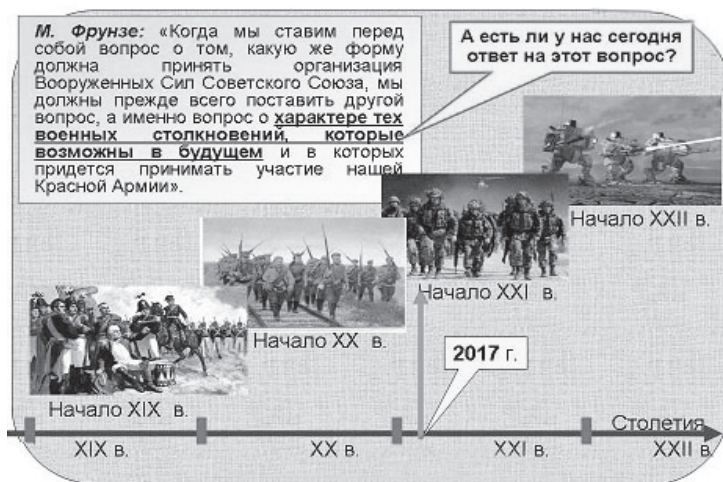 М. Фрунзе: «Когда мы ставим перед
собой вопрос о том, какую же форму
должна принять организация
Вооруженных Сил Советского Союза, мы
должны прежде всего поставить другой
вопрос, а именно вопрос о характере тех
военных столкновений, которые
возможны в будущем и в которых
придется принимать участие нашей
Красной Армии».
А есть ли у нас сегодня
ответ на этот вопрос?
Начало XXII в.
Начало XXI в.
Начало XX в.
2017 г.
Начало XIX в.
Столетия
XIX в.
XX в.
XXI в.
XXII в.